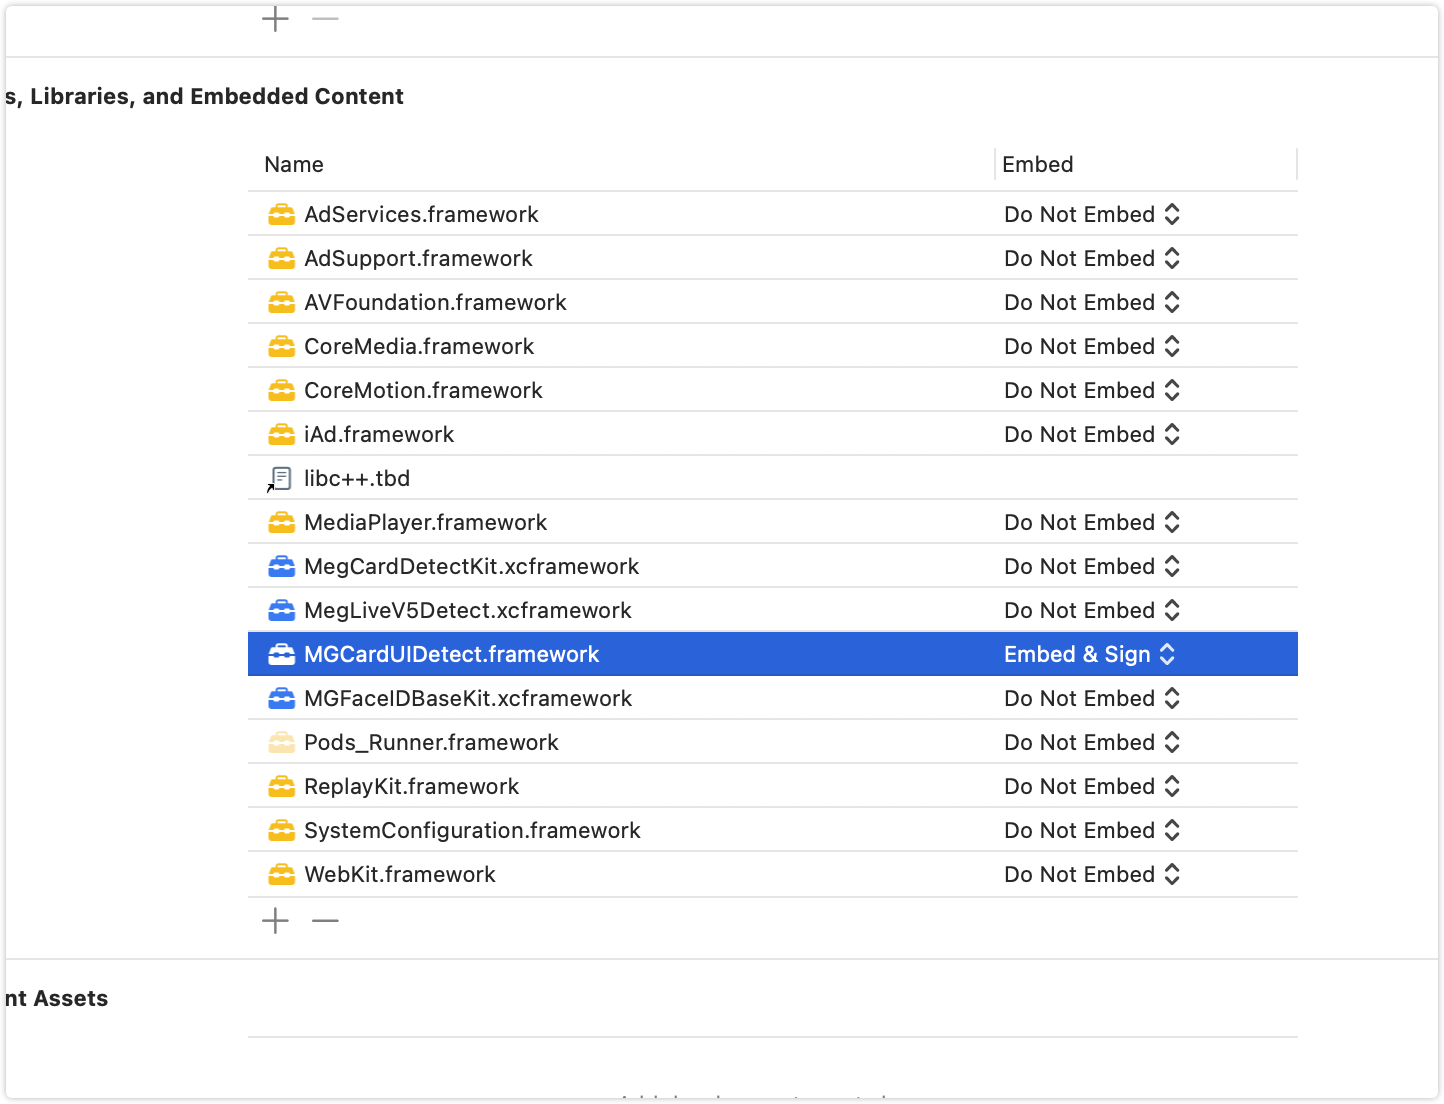 s, Libraries, and Embedded Content
Name Embed
AdServices.framework Do Not Embed
AdSupport.framework Do Not Embed
AVFoundation.framework Do Not Embed
CoreMedia.framework Do Not Embed
CoreMotion.framework Do Not Embed
iAd.framework Do Not Embed
libc++.tbd
MediaPlayer.framework Do Not Embed
MegCardDetectKit.xcframework Do Not Embed
MegLiveV5Detect.xcframework Do Not Embed
MGCardUIDetect.framework Embed & Sign
MGFaceIDBaseKit.xcframework Do Not Embed
Pods_Runner.framework Do Not Embed
ReplayKit.framework Do Not Embed
SystemConfiguration.framework Do Not Embed
WebKit.framework Do Not Embed
nt Assets